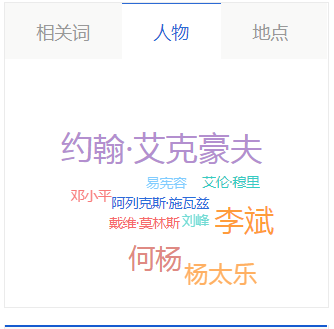 相关词 人物 地点
约翰·艾克豪夫
易宪容 艾伦·穆里
邓小平 阿列克斯·施瓦兹
戴维·莫林斯 刘峰 李斌
何杨 杨太乐